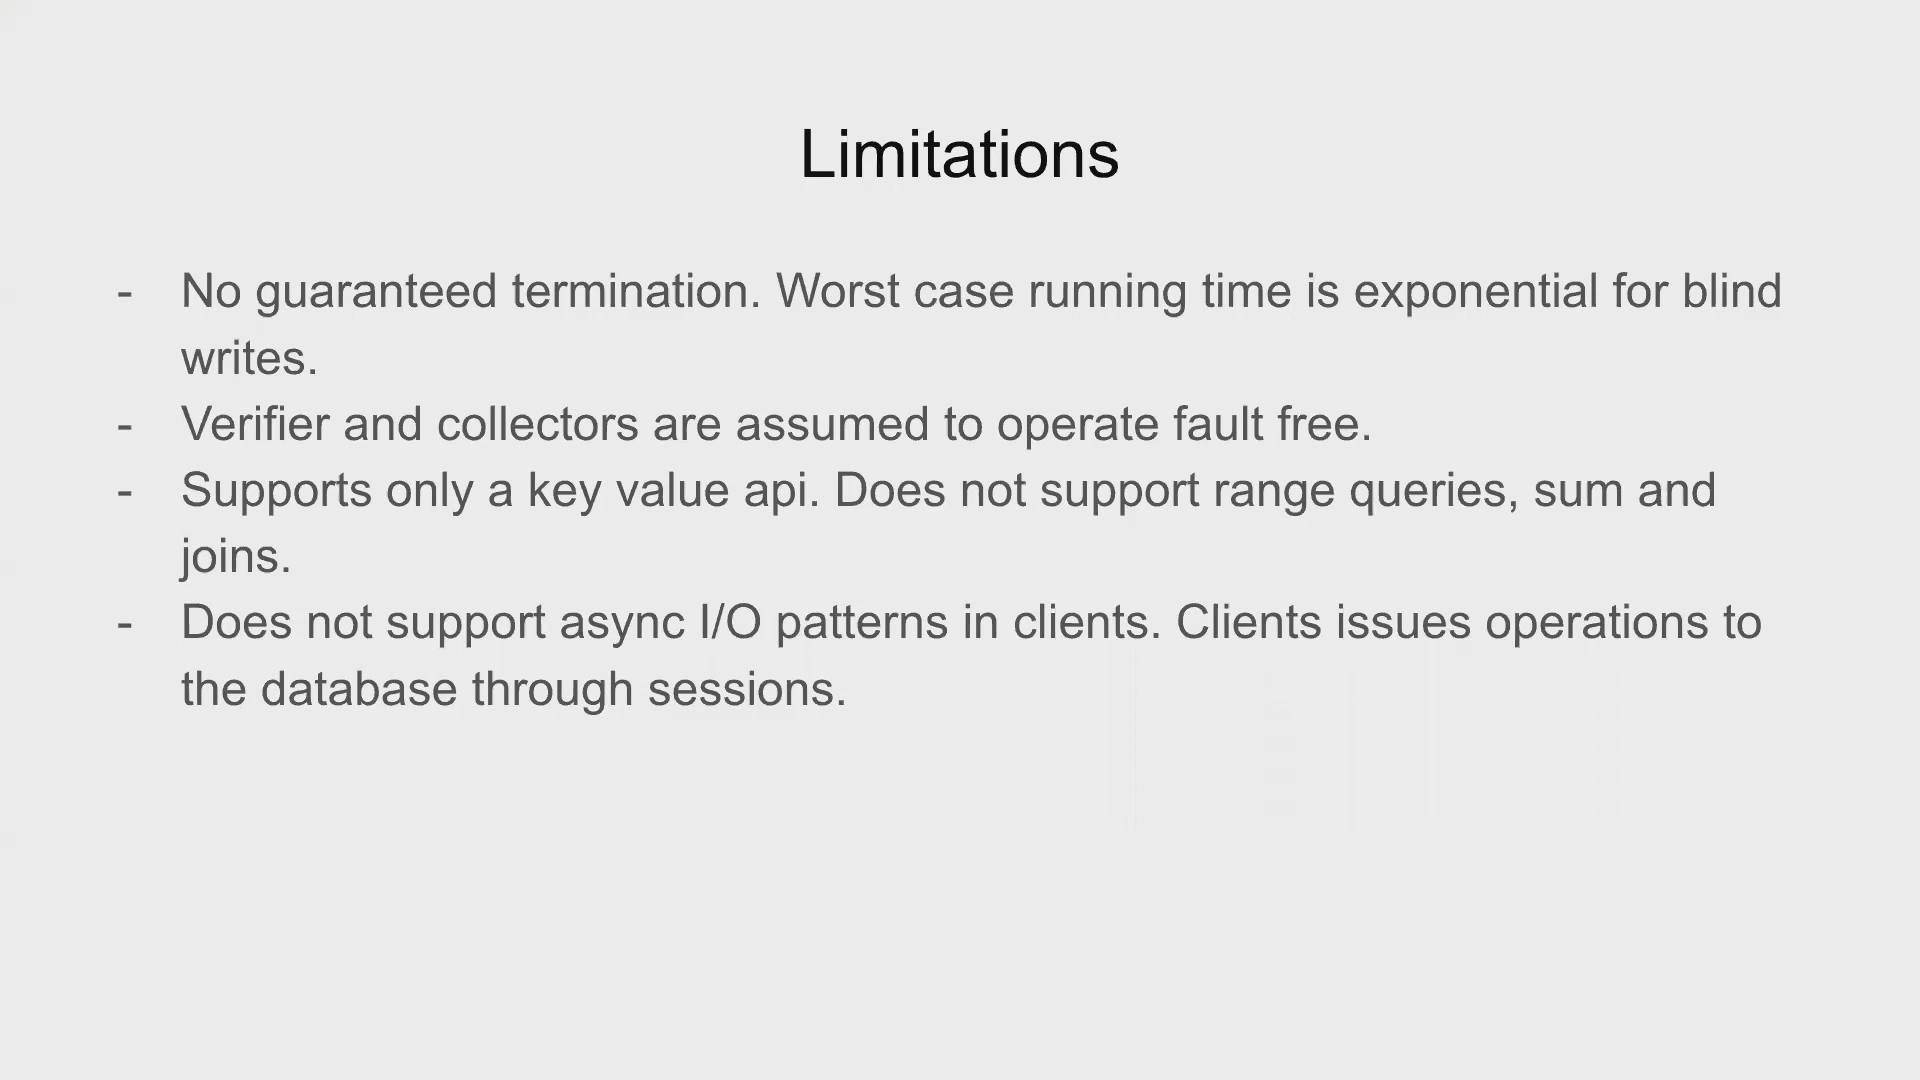 Limitations
- No guaranteed termination. Worst case running time is exponential for blind
writes.
- Verifier and collectors are assumed to operate fault free.
- Supports only a key value api. Does not support range queries, sum and
joins.
- Does not support async I/O patterns in clients. Clients issues operations to
the database through sessions.